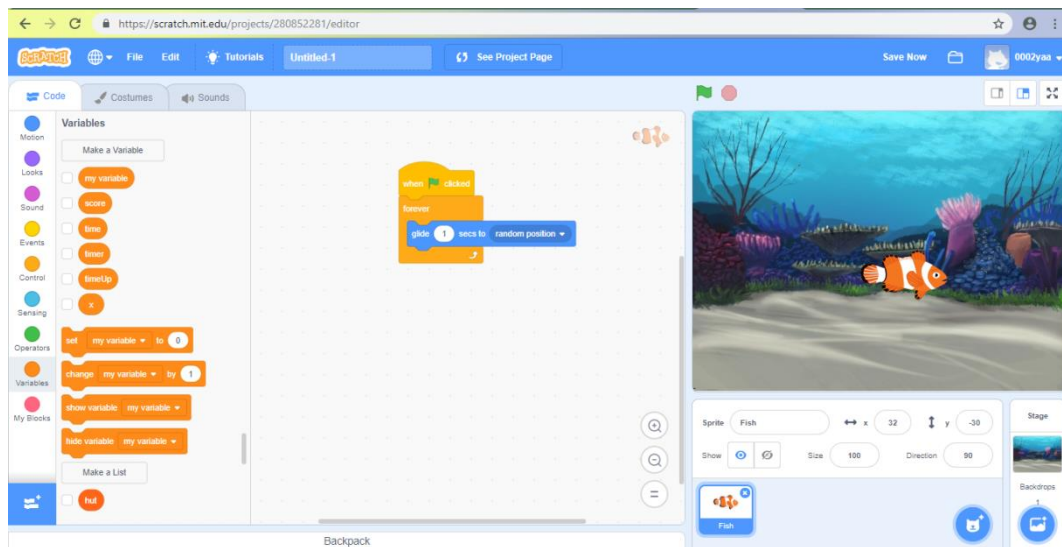 https://scratch.mit.edu/projects/280852281/editor
SCRATCH File Edit Tutorials Untitled-1 See Project Page Save Now 0002yaa
Code Costumes Sounds
Motion
Looks
Sound
Events
Control
Sensing
Operators
Variables
My Blocks
Variables
Make a Variable
my variable
score
time
timer
timeUp
x
set my variable to 0
change my variable by 1
show variable my variable
hide variable my variable
Make a List
hut
when clicked
forever
glide 1 secs to random position
Backpack
Sprite Fish x 32 y -30
Show Size 100 Direction 90
Fish
Stage
Backdrops
1